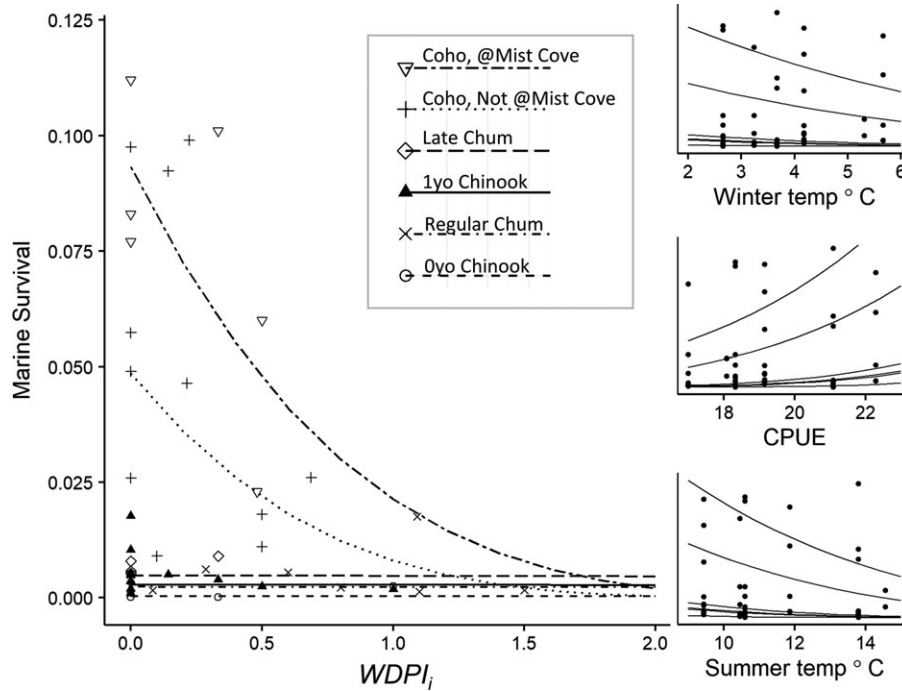 0.125
0.100
0.075
0.050
0.025
0.000
Marine Survival
0.0 0.5 1.0 1.5 2.0
WDPIi
Coho, @Mist Cove
Coho, Not @Mist Cove
Late Chum
1yo Chinook
Regular Chum
0yo Chinook
2 3 4 5 6
Winter temp ° C
18 20 22
CPUE
10 12 14
Summer temp ° C